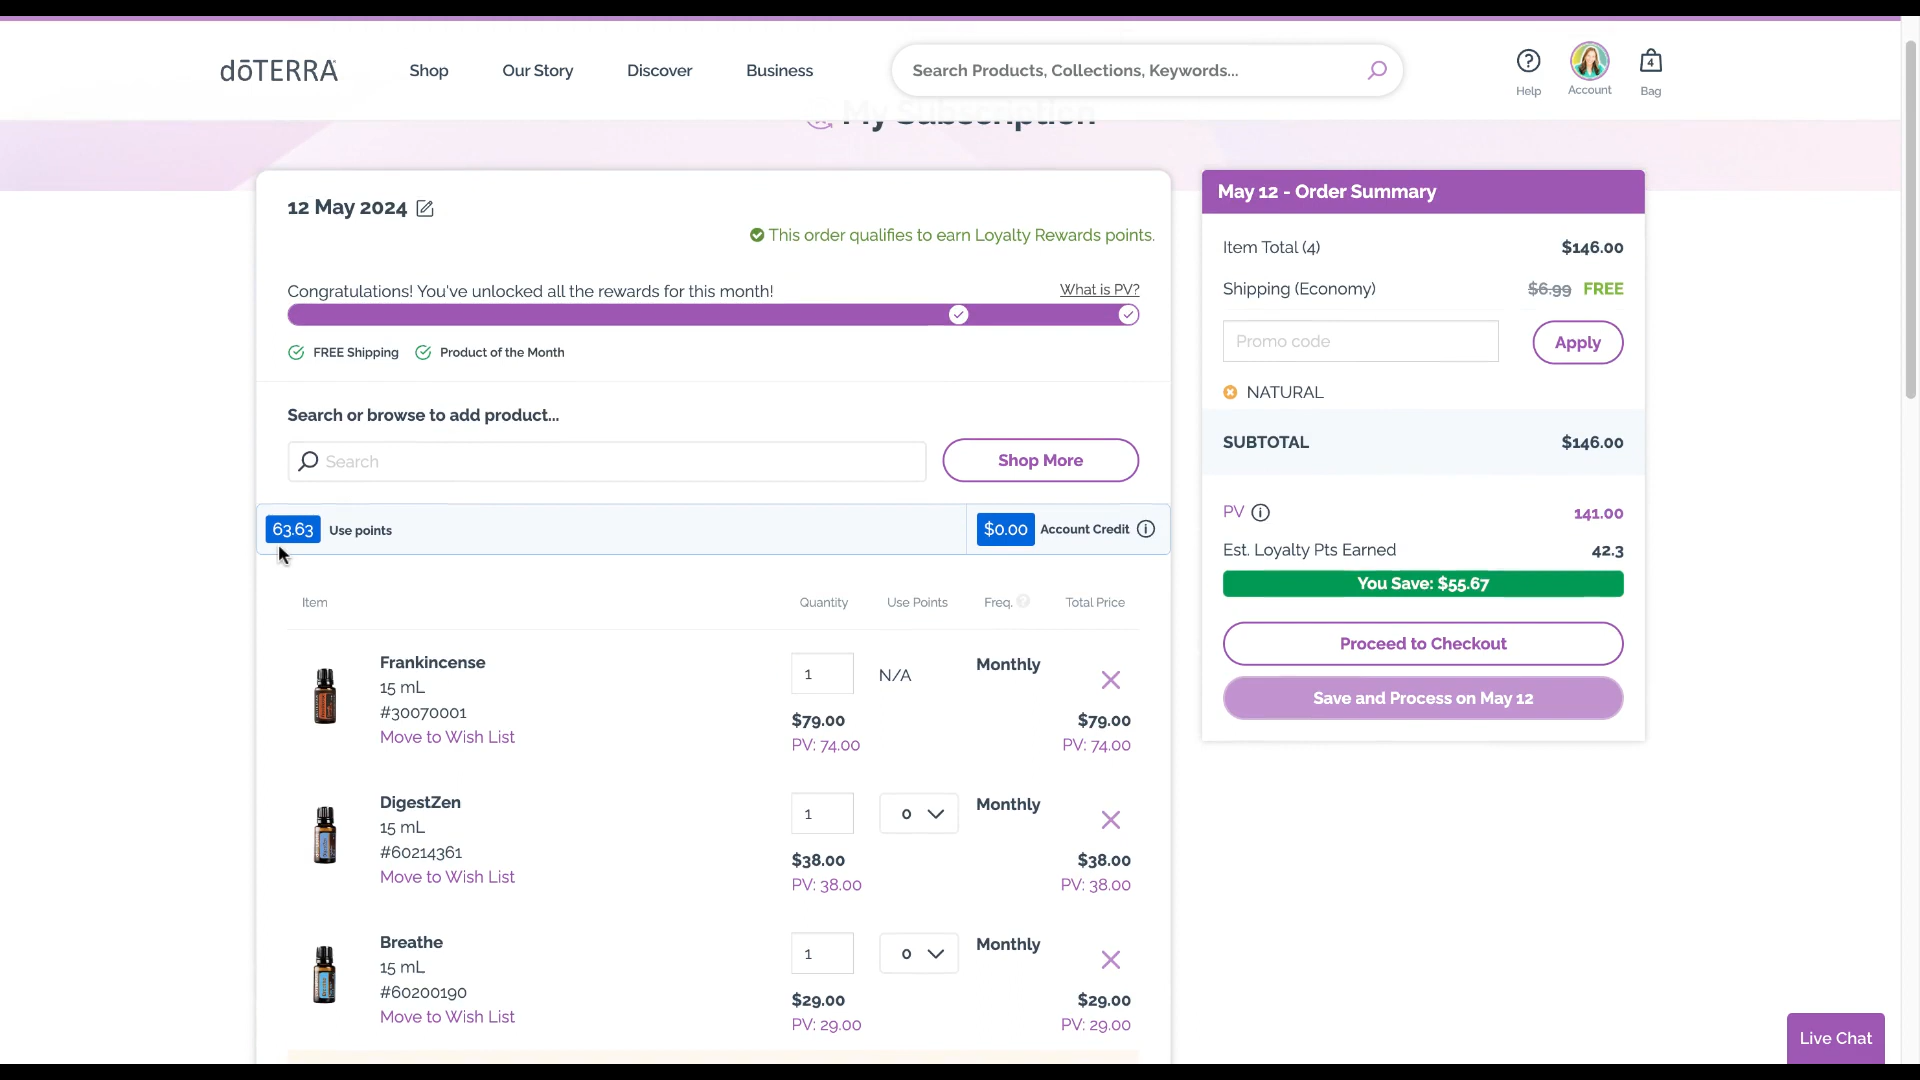 dōTERRA
Shop
Our Story
Discover
Business
Search Products, Collections, Keywords...
Help
Account
4
Bag
My Subscription
12 May 2024
This order qualifies to earn Loyalty Rewards points.
Congratulations! You've unlocked all the rewards for this month!
What is PV?
FREE Shipping
Product of the Month
Search or browse to add product...
Search
Shop More
63.63 Use points
$0.00 Account Credit
Item Quantity Use Points Freq. Total Price
Frankincense
15 mL
#30070001
Move to Wish List
1
N/A
Monthly
$79.00
PV: 74.00
$79.00
PV: 74.00
DigestZen
15 mL
#60214361
Move to Wish List
1
0
Monthly
$38.00
PV: 38.00
$38.00
PV: 38.00
Breathe
15 mL
#60200190
Move to Wish List
1
0
Monthly
$29.00
PV: 29.00
$29.00
PV: 29.00
May 12 - Order Summary
Item Total (4) $146.00
Shipping (Economy) $6.99 FREE
Promo code
Apply
NATURAL
SUBTOTAL $146.00
PV 141.00
Est. Loyalty Pts Earned 42.3
You Save: $55.67
Proceed to Checkout
Save and Process on May 12
Live Chat